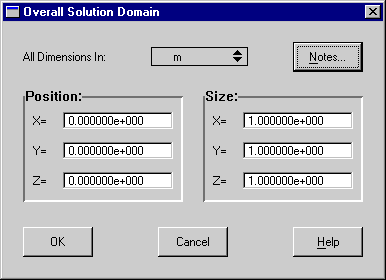 Overall Solution Domain
All Dimensions In: m Notes...
Position: Size:
X= 0.000000e+000 X= 1.000000e+000
Y= 0.000000e+000 Y= 1.000000e+000
Z= 0.000000e+000 Z= 1.000000e+000
OK Cancel Help